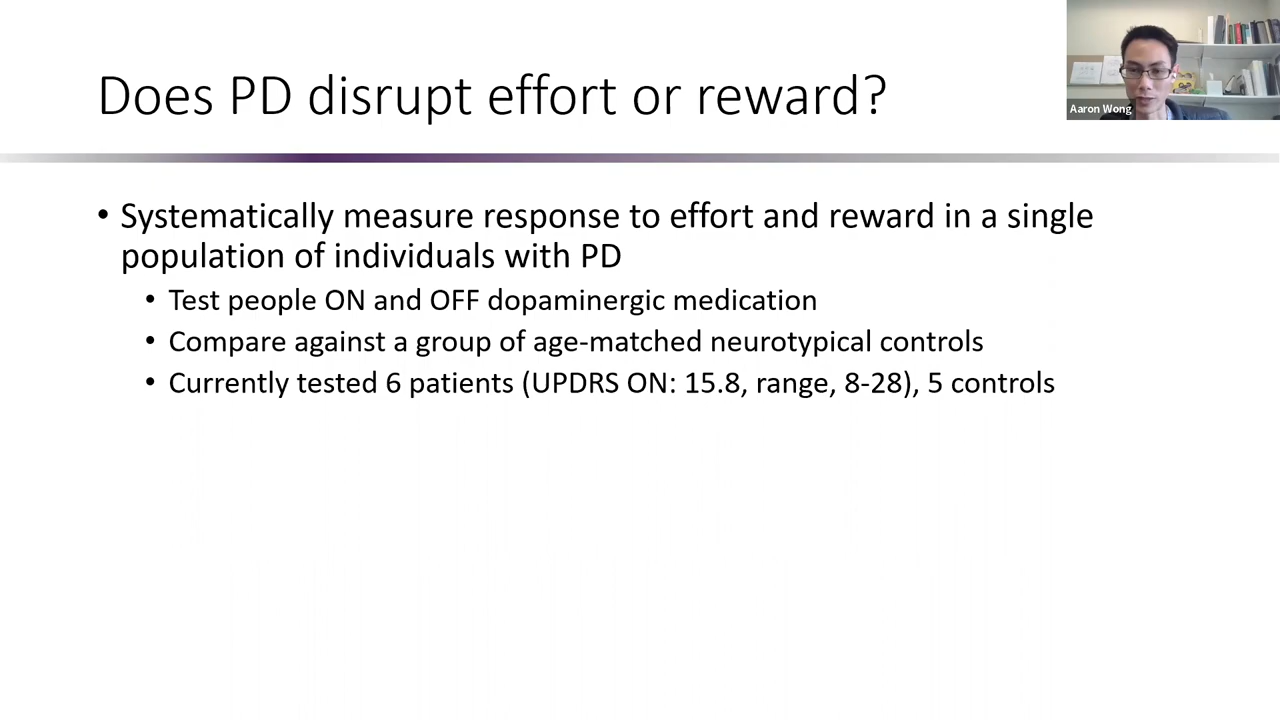 Does PD disrupt effort or reward?
Aaron Wong
• Systematically measure response to effort and reward in a single
population of individuals with PD
• Test people ON and OFF dopaminergic medication
• Compare against a group of age-matched neurotypical controls
• Currently tested 6 patients (UPDRS ON: 15.8, range, 8-28), 5 controls